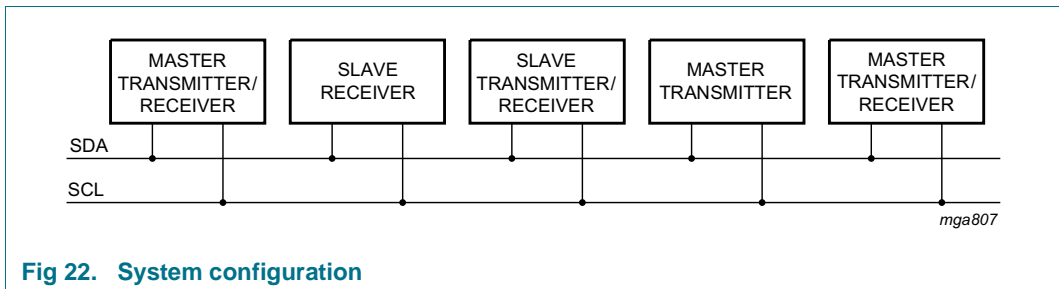 MASTER
TRANSMITTER/
RECEIVER
SLAVE
RECEIVER
SLAVE
TRANSMITTER/
RECEIVER
MASTER
TRANSMITTER
MASTER
TRANSMITTER/
RECEIVER
SDA
SCL
mga807
Fig 22. System configuration